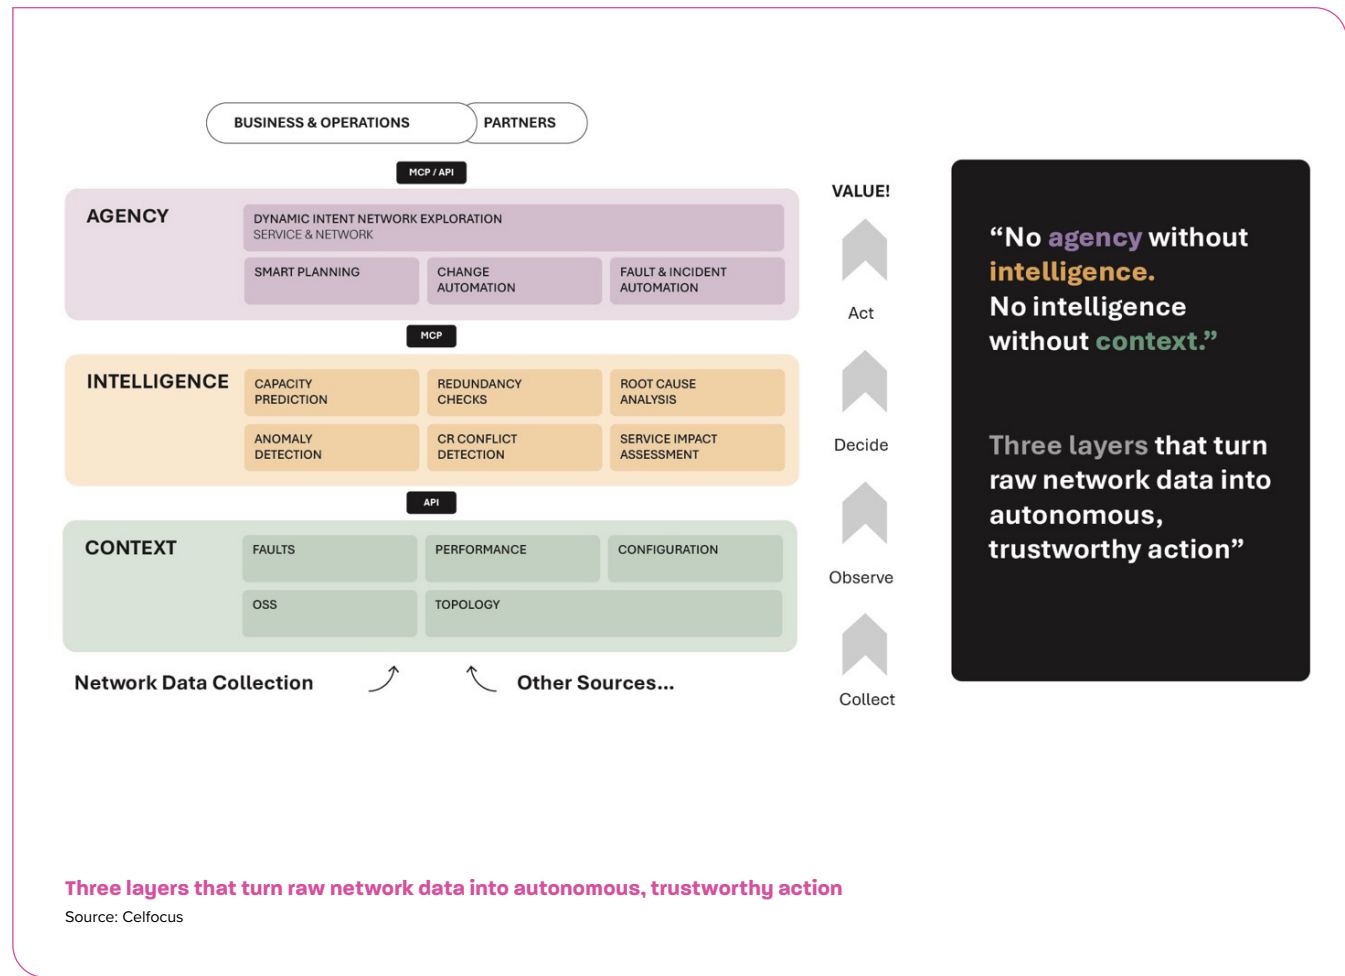 BUSINESS & OPERATIONS
PARTNERS
MCP / API
AGENCY
DYNAMIC INTENT NETWORK EXPLORATION
SERVICE & NETWORK
SMART PLANNING
CHANGE
AUTOMATION
FAULT & INCIDENT
AUTOMATION
MCP
INTELLIGENCE
CAPACITY
PREDICTION
REDUNDANCY
CHECKS
ROOT CAUSE
ANALYSIS
ANOMALY
DETECTION
CR CONFLICT
DETECTION
SERVICE IMPACT
ASSESSMENT
API
CONTEXT
FAULTS
PERFORMANCE
CONFIGURATION
OSS
TOPOLOGY
Network Data Collection
Other Sources...
VALUE!
Act
Decide
Observe
Collect
“No agency without
intelligence.
No intelligence
without context.”
Three layers that turn
raw network data into
autonomous,
trustworthy action”
Three layers that turn raw network data into autonomous, trustworthy action
Source: Celfocus